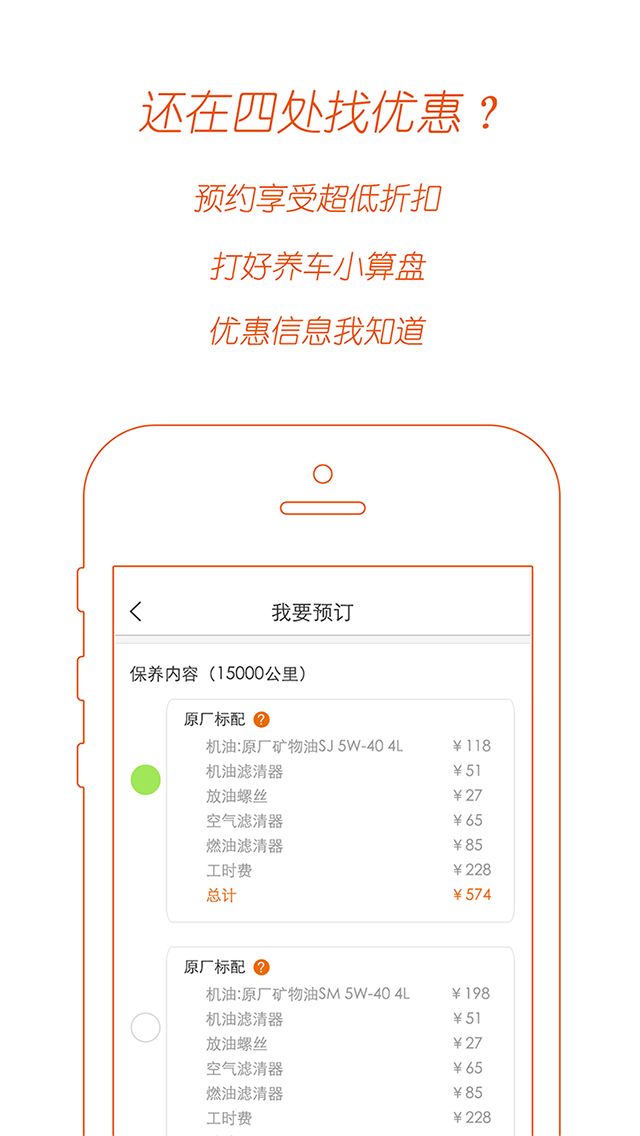 还在四处找优惠？
预约享受超低折扣
打好养车小算盘
优惠信息我知道
我要预订
保养内容（15000公里）
原厂标配 ?
机油:原厂矿物油SJ 5W-40 4L ¥118
机油滤清器 ¥51
放油螺丝 ¥27
空气滤清器 ¥65
燃油滤清器 ¥85
工时费 ¥228
总计 ¥574
原厂标配 ?
机油:原厂矿物油SM 5W-40 4L ¥198
机油滤清器 ¥51
放油螺丝 ¥27
空气滤清器 ¥65
燃油滤清器 ¥85
工时费 ¥228